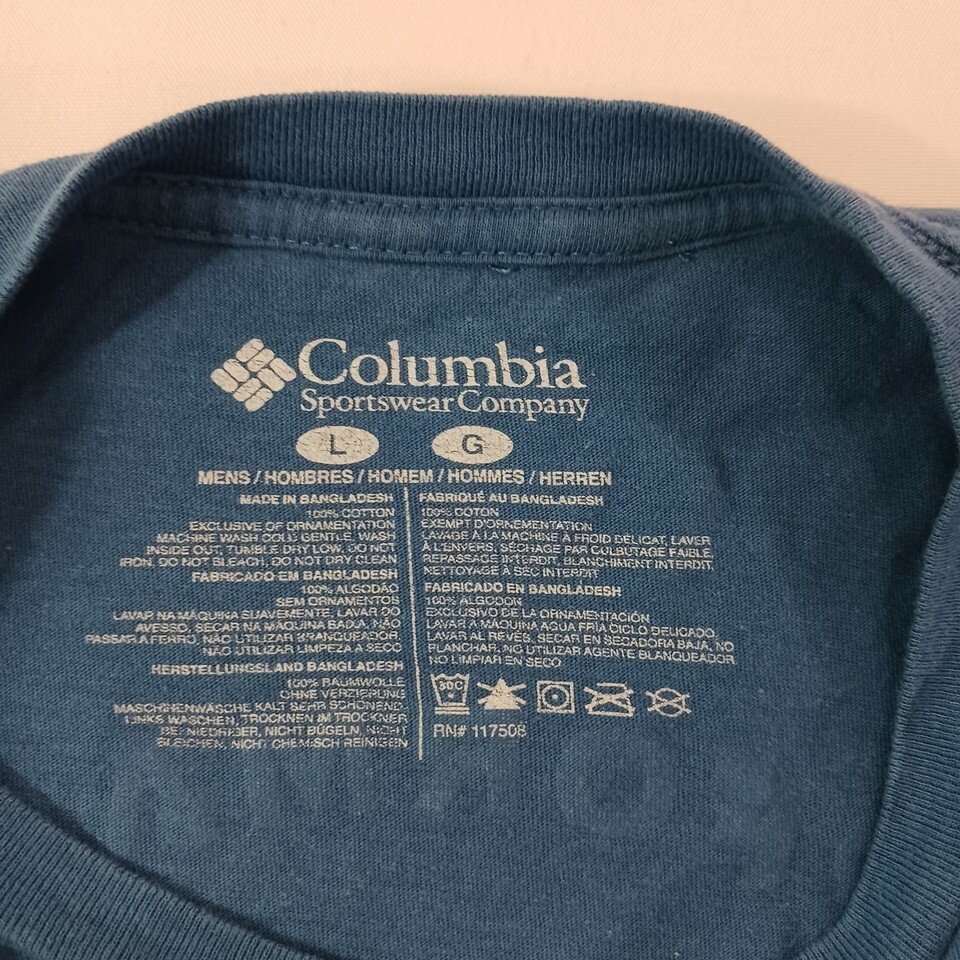 Columbia
Sportswear Company
L G
MENS / HOMBRES / HOMEM / HOMMES / HERREN
MADE IN BANGLADESH
100% COTTON
EXCLUSIVE OF ORNAMENTATION
MACHINE WASH COLD GENTLE, WASH
INSIDE OUT, TUMBLE DRY LOW, DO NOT
IRON, DO NOT BLEACH, DO NOT DRY CLEAN
FABRICADO EM BANGLADESH
100% ALGODÃO
SEM ORNAMENTOS
LAVAR NA MÁQUINA SUAVEMENTE, LAVAR DO
AVESSO, SECAR NA MÁQUINA BAIXA, NÃO
PASSAR A FERRO, NÃO UTILIZAR BRANQUEADOR,
NÃO UTILIZAR LIMPEZA A SECO
HERSTELLUNGSLAND BANGLADESH
100% BAUMWOLLE
OHNE VERZIERUNG
MASCHINENWÄSCHE KALT SEHR SCHONEND,
LINKS WASCHEN, TROCKNEN IM TROCKNER
BEI NIEDRIGER, NICHT BÜGELN, NICHT
BLEICHEN, NICHT CHEMISCH REINIGEN
FABRIQUÉ AU BANGLADESH
100% COTON
EXEMPT D'ORNEMENTATION
LAVAGE À LA MACHINE À FROID DÉLICAT, LAVER
À L'ENVERS, SÉCHAGE PAR CULBUTAGE FAIBLE,
REPASSAGE INTERDIT, BLANCHIMENT INTERDIT,
NETTOYAGE À SEC INTERDIT
FABRICADO EN BANGLADESH
100% ALGODON
EXCLUSIVO DE LA ORNAMENTACIÓN
LAVAR A MÁQUINA AGUA FRÍA CICLO DELICADO,
LAVAR AL REVÉS, SECAR EN SECADORA BAJA, NO
PLANCHAR, NO UTILIZAR AGENTE BLANQUEADOR
NO LIMPIAR EN SECO
30C
RN# 117508